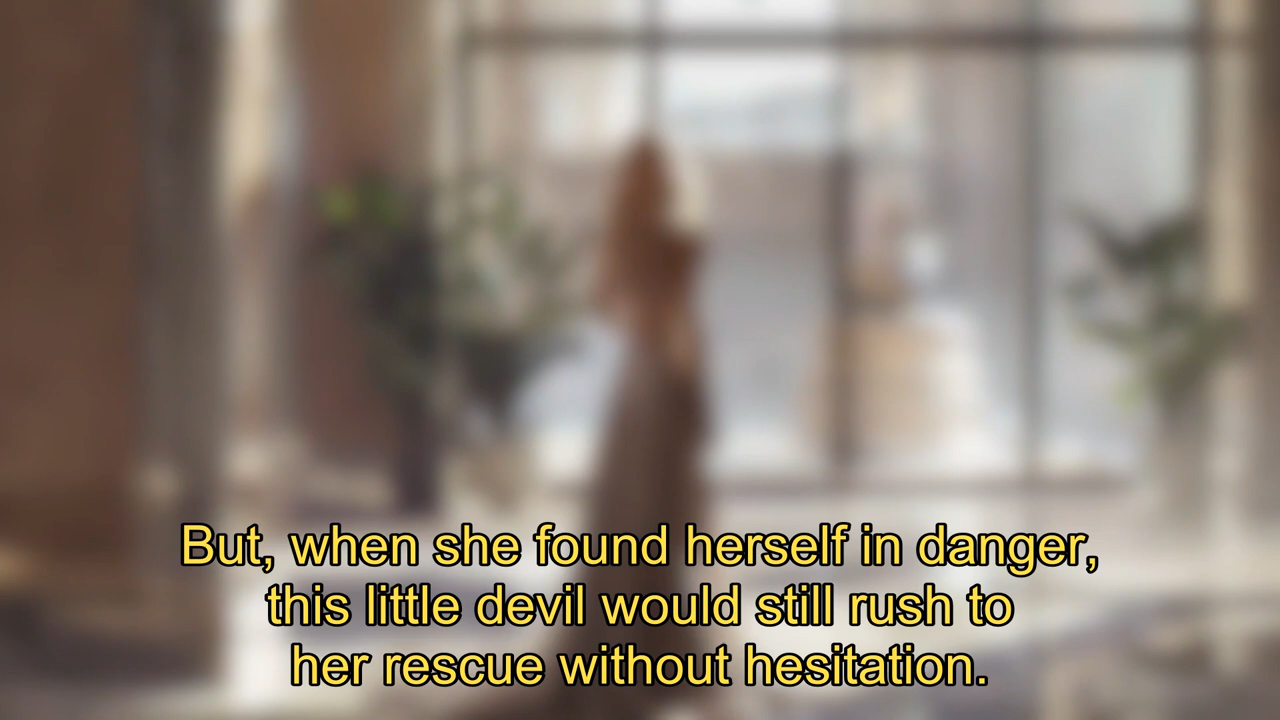 But, when she found herself in danger,
this little devil would still rush to
her rescue without hesitation.